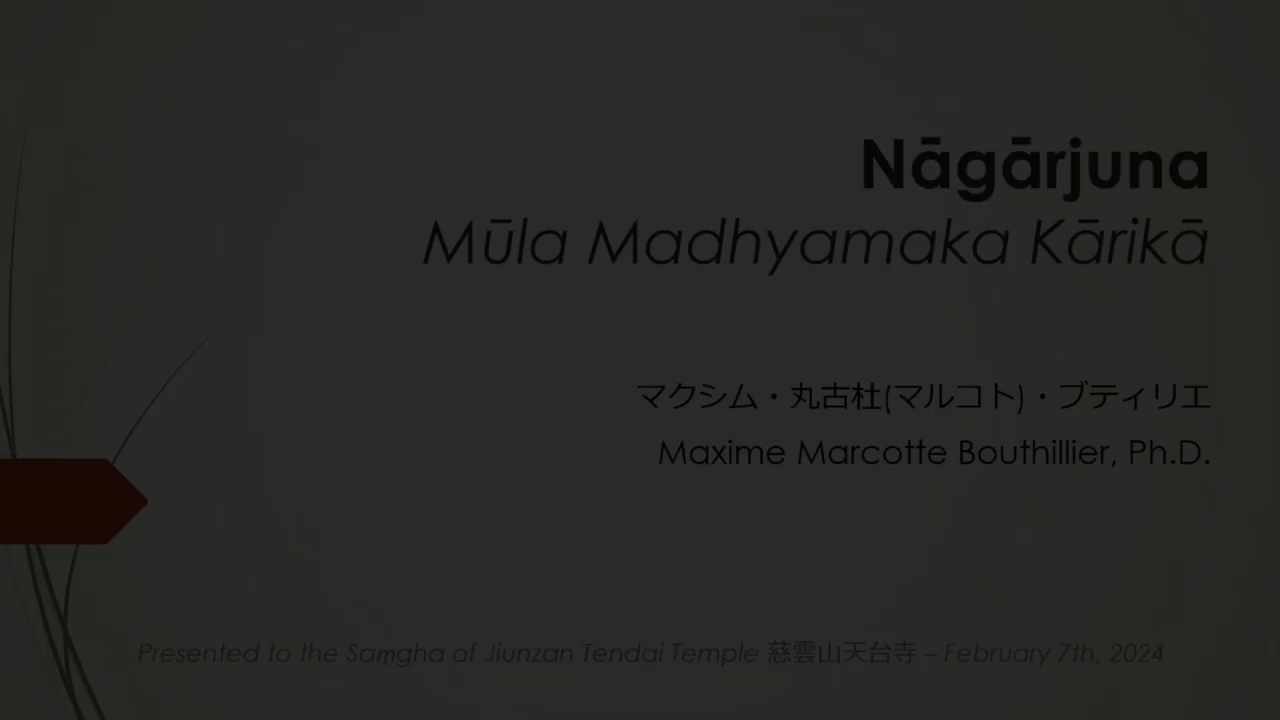 Nāgārjuna
Mūla Madhyamaka Kārikā
マクシム・丸古杜(マルコト)・ブティリエ
Maxime Marcotte Bouthillier, Ph.D.
Presented to the Saṃgha of Jiunzan Tendai Temple 慈雲山天台寺 – February 7th, 2024